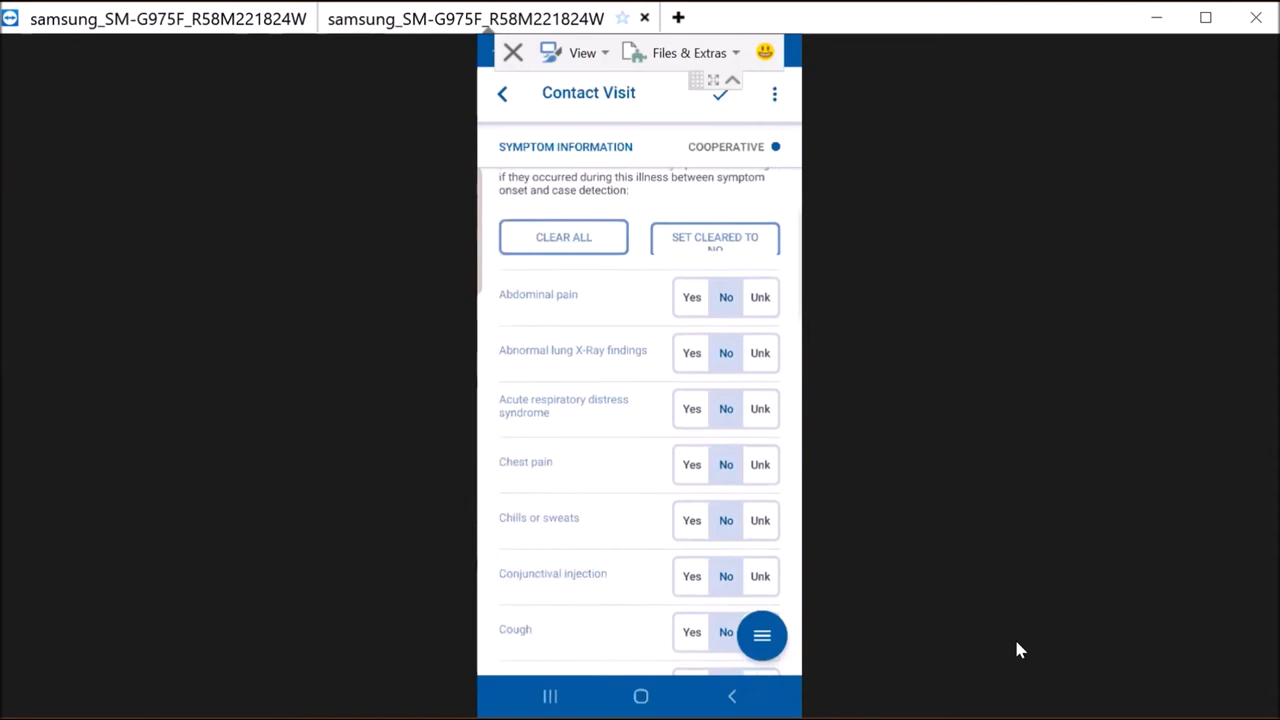 samsung_SM-G975F_R58M221824W
samsung_SM-G975F_R58M221824W
View
Files & Extras
Contact Visit
SYMPTOM INFORMATION
COOPERATIVE
if they occurred during this illness between symptom
onset and case detection:
CLEAR ALL
SET CLEARED TO
NO
Abdominal pain
Yes No Unk
Abnormal lung X-Ray findings
Yes No Unk
Acute respiratory distress
syndrome
Yes No Unk
Chest pain
Yes No Unk
Chills or sweats
Yes No Unk
Conjunctival injection
Yes No Unk
Cough
Yes No